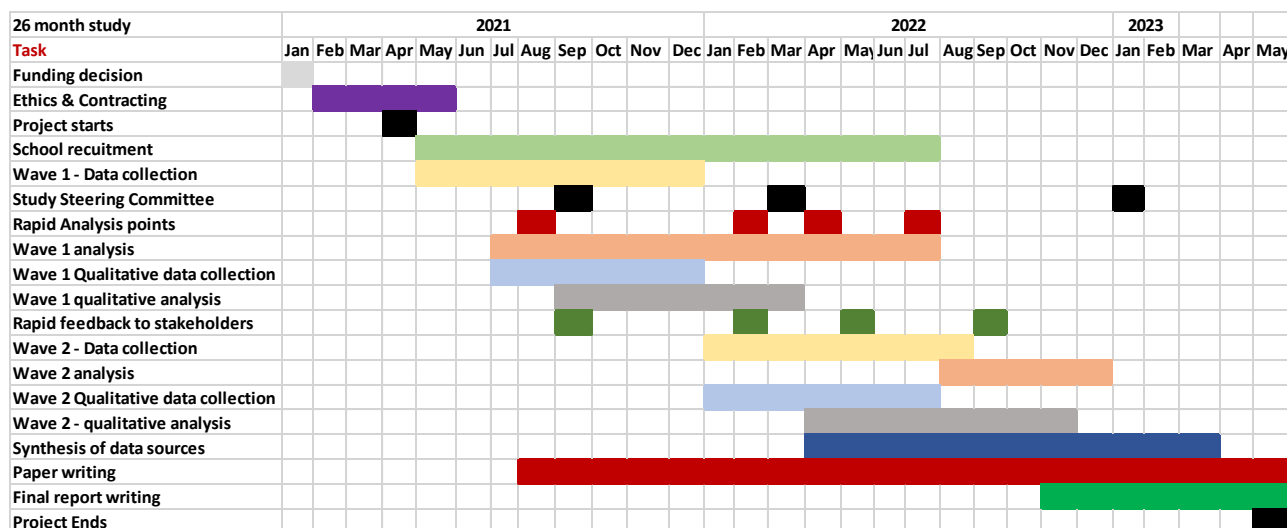 26 month study 2021 2022 2023
Task Jan Feb Mar Apr May Jun Jul Aug Sep Oct Nov Dec Jan Feb Mar Apr May Jun Jul Aug Sep Oct Nov Dec Jan Feb Mar Apr May
Funding decision
Ethics & Contracting
Project starts
School recuitment
Wave 1 - Data collection
Study Steering Committee
Rapid Analysis points
Wave 1 analysis
Wave 1 Qualitative data collection
Wave 1 qualitative analysis
Rapid feedback to stakeholders
Wave 2 - Data collection
Wave 2 analysis
Wave 2 Qualitative data collection
Wave 2 - qualitative analysis
Synthesis of data sources
Paper writing
Final report writing
Project Ends